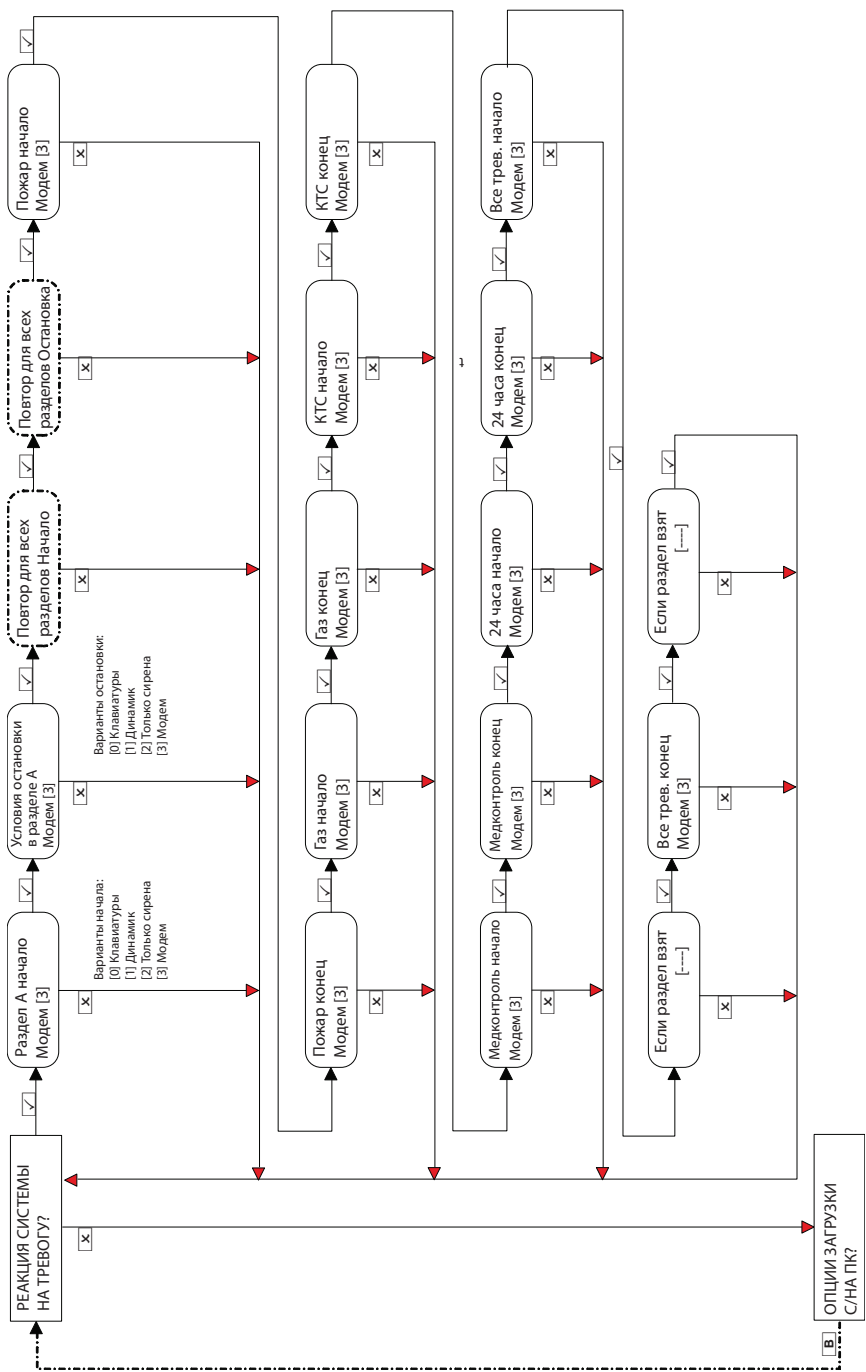 РЕАКЦИЯ СИСТЕМЫ
НА ТРЕВОГУ?
Раздел А начало
Модем [3]
Варианты начала:
[0] Клавиатуры
[1] Динамик
[2] Только сирена
[3] Модем
Условия остановки
в разделе А
Модем [3]
Варианты остановки:
[0] Клавиатуры
[1] Динамик
[2] Только сирена
[3] Модем
Повтор для всех
разделов Начало
Повтор для всех
разделов Остановка
Пожар начало
Модем [3]
Пожар конец
Модем [3]
Газ начало
Модем [3]
Газ конец
Модем [3]
КТС начало
Модем [3]
КТС конец
Модем [3]
Медконтроль начало
Модем [3]
Медконтроль конец
Модем [3]
24 часа начало
Модем [3]
24 часа конец
Модем [3]
Все трев. начало
Модем [3]
Если раздел взят
[----]
Все трев. конец
Модем [3]
Если раздел взят
[----]
t
B
ОПЦИИ ЗАГРУЗКИ
С/НА ПК?